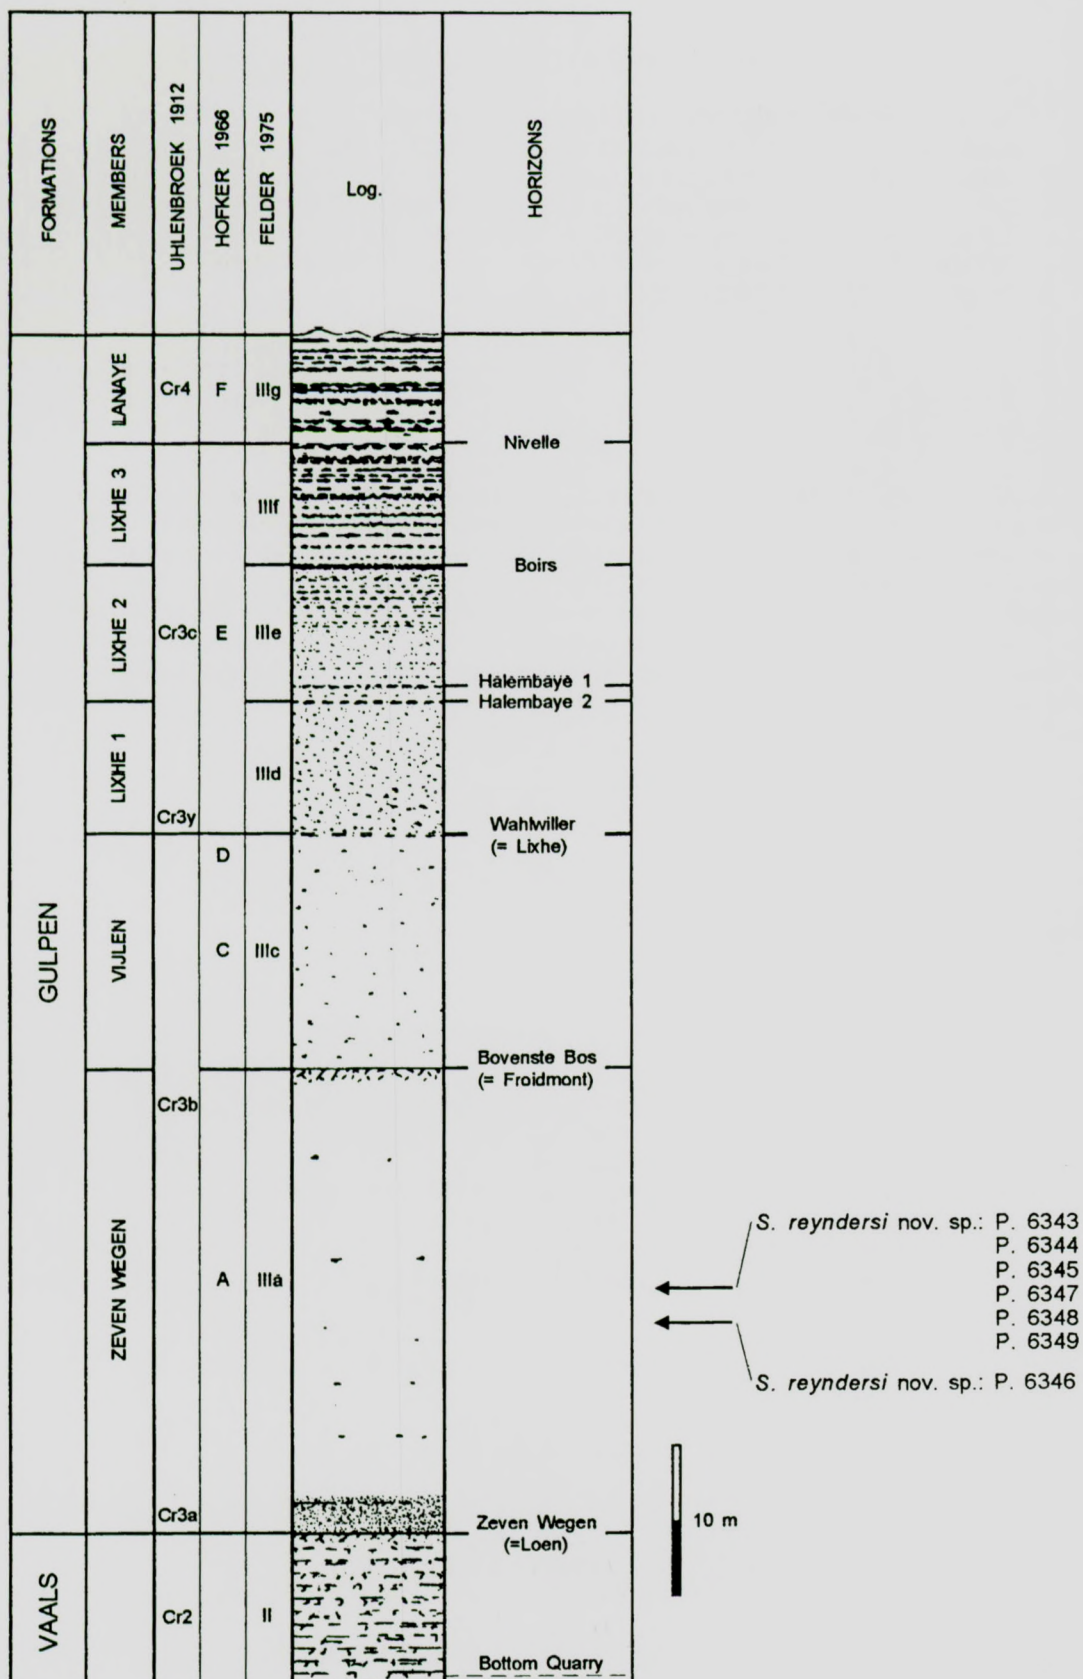 FORMATIONS
MEMBERS
UHLENBROEK 1912
HOFKER 1966
FELDER 1975
Log.
HORIZONS
LANAYE
Cr4
F
IIIg
Nivelle
LIXHE 3
IIIf
Boirs
LIXHE 2
Cr3c
E
IIIe
Halembaye 1
Halembaye 2
LIXHE 1
IIId
Cr3y
Wahlwiller
(= Lixhe)
D
GULPEN
VIJLEN
C
IIIc
Bovenste Bos
(= Froidmont)
Cr3b
ZEVEN WEGEN
A
IIIa
S. reyndersi nov. sp.: P. 6343
P. 6344
P. 6345
P. 6347
P. 6348
P. 6349
S. reyndersi nov. sp.: P. 6346
Cr3a
Zeven Wegen
(=Loen)
10 m
VAALS
Cr2
II
Bottom Quarry